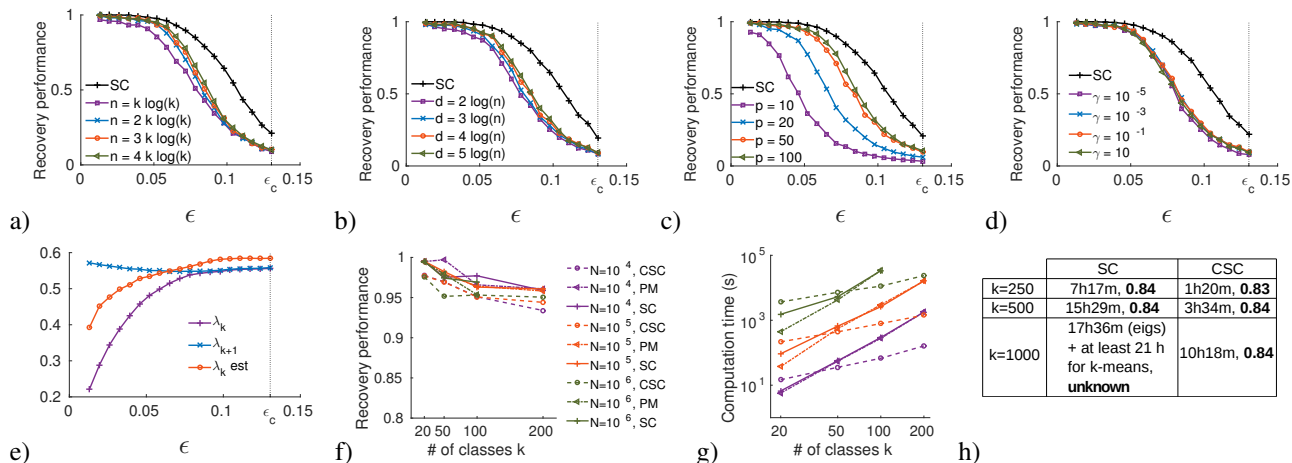 Recovery performance
1
0.5
0
SC
n = k log(k)
n = 2 k log(k)
n = 3 k log(k)
n = 4 k log(k)
0
0.05
0.1
ϵc
0.15
ϵ
a)
Recovery performance
1
0.5
0
SC
d = 2 log(n)
d = 3 log(n)
d = 4 log(n)
d = 5 log(n)
0
0.05
0.1
ϵc
0.15
ϵ
b)
Recovery performance
1
0.5
0
SC
p = 10
p = 20
p = 50
p = 100
0
0.05
0.1
ϵc
0.15
ϵ
c)
Recovery performance
1
0.5
0
SC
γ = 10 -5
γ = 10 -3
γ = 10 -1
γ = 10
0
0.05
0.1
ϵc
0.15
ϵ
d)
0.6
0.5
0.4
0.3
0.2
λk
λk+1
λk est
0
0.05
0.1
ϵc
0.15
ϵ
e)
Recovery performance
1
0.95
0.9
0.85
0.8
20 50 100 200
# of classes k
N=10 4, CSC
N=10 4, PM
N=10 4, SC
N=10 5, CSC
N=10 5, PM
N=10 5, SC
N=10 6, CSC
N=10 6, PM
N=10 6, SC
f)
Computation time (s)
10 5
10 3
10 1
20 50 100 200
# of classes k
g)
SC CSC
k=250 7h17m, 0.84 1h20m, 0.83
k=500 15h29m, 0.84 3h34m, 0.84
17h36m (eigs)
+ at least 21 h
k=1000 for k-means, 10h18m, 0.84
unknown
h)